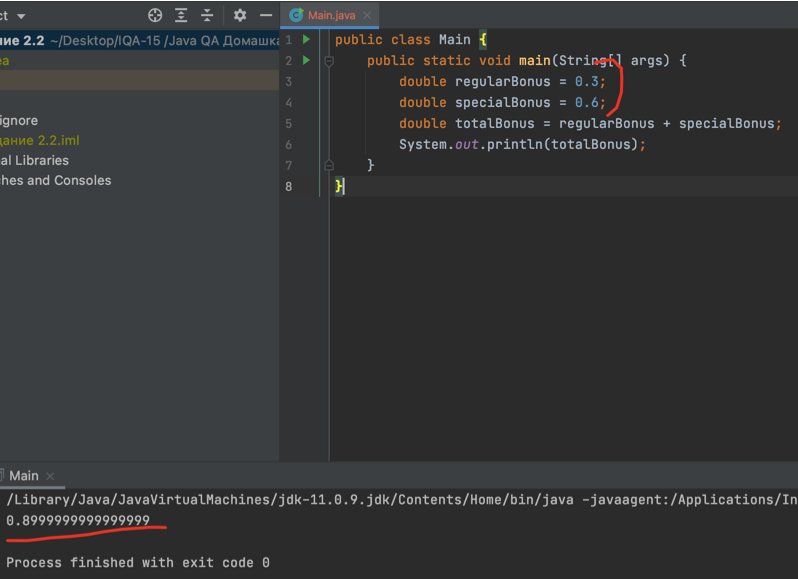 ct
Main.java
ние 2.2 ~/Desktop/IQA-15 /Java QA Домашка
ea
ignore
дание 2.2.iml
al Libraries
ches and Consoles
1 public class Main {
2 public static void main(String[] args) {
3 double regularBonus = 0.3;
4 double specialBonus = 0.6;
5 double totalBonus = regularBonus + specialBonus;
6 System.out.println(totalBonus);
7 }
8 }
Main
/Library/Java/JavaVirtualMachines/jdk-11.0.9.jdk/Contents/Home/bin/java -javaagent:/Applications/In
0.8999999999999999
Process finished with exit code 0